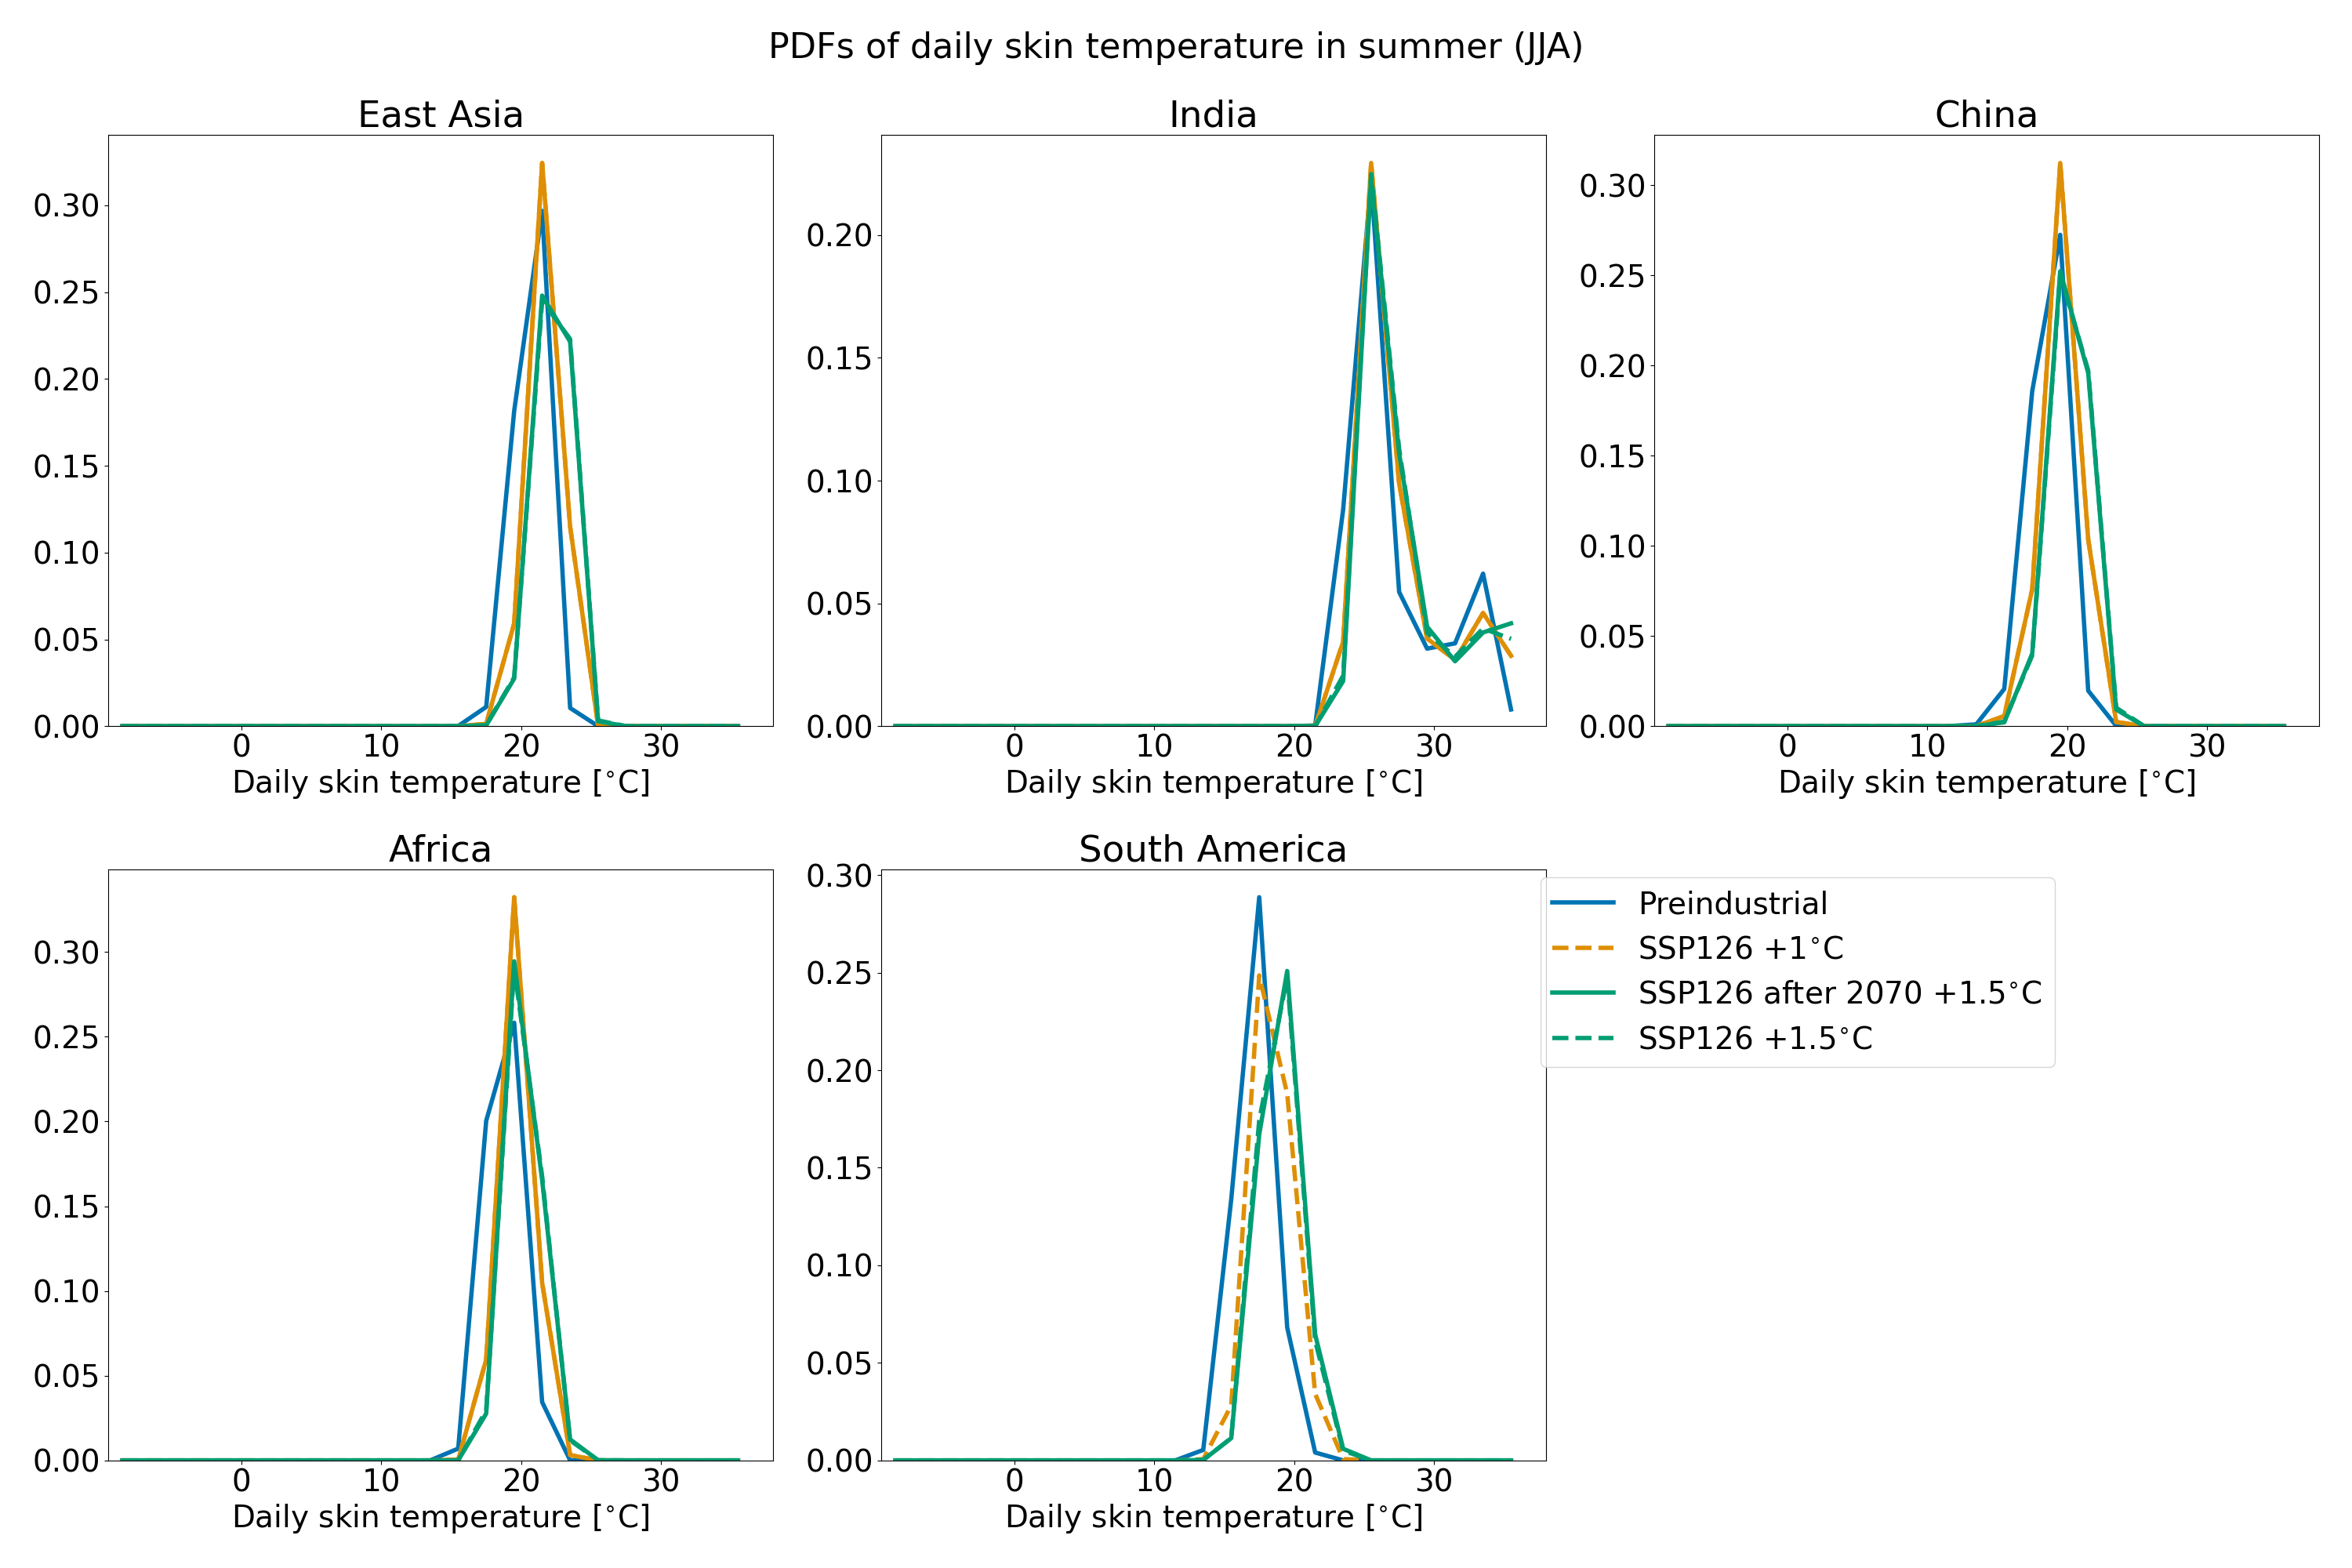 PDFs of daily skin temperature in summer (JJA)
East Asia
0.30
0.25
0.20
0.15
0.10
0.05
0.00
0 10 20 30
Daily skin temperature [°C]
India
0.20
0.15
0.10
0.05
0.00
0 10 20 30
Daily skin temperature [°C]
China
0.30
0.25
0.20
0.15
0.10
0.05
0.00
0 10 20 30
Daily skin temperature [°C]
Africa
0.30
0.25
0.20
0.15
0.10
0.05
0.00
0 10 20 30
Daily skin temperature [°C]
South America
0.30
0.25
0.20
0.15
0.10
0.05
0.00
0 10 20 30
Daily skin temperature [°C]
Preindustrial
SSP126 +1°C
SSP126 after 2070 +1.5°C
SSP126 +1.5°C